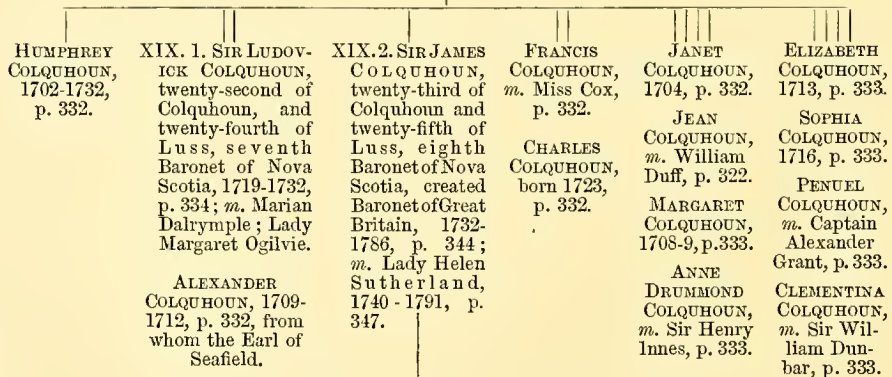 HUMPHREY
COLQUHOUN,
1702-1732,
p. 332.
XIX. 1. SIR LUDOV-
ICK COLQUHOUN,
twenty-second of
Colquhoun, and
twenty-fourth of
Luss, seventh
Baronet of Nova
Scotia, 1719-1732,
p. 334; m. Marian
Dalrymple; Lady
Margaret Ogilvie.
ALEXANDER
COLQUHOUN, 1709-
1712, p. 332, from
whom the Earl of
Seafield.
XIX. 2. SIR JAMES
COLQUHOUN,
twenty-third of
Colquhoun and
twenty-fifth of
Luss, eighth
Baronet of Nova
Scotia, created
Baronet of Great
Britain, 1732-
1786, p. 344;
m. Lady Helen
Sutherland,
1740 - 1791, p.
347.
FRANCIS
COLQUHOUN,
m. Miss Cox,
p. 332.
CHARLES
COLQUHOUN,
born 1723,
p. 332.
JANET
COLQUHOUN,
1704, p. 332.
JEAN
COLQUHOUN,
m. William
Duff, p. 322.
MARGARET
COLQUHOUN,
1708-9, p. 333.
ANNE
DRUMMOND
COLQUHOUN,
m. Sir Henry
Innes, p. 333.
ELIZABETH
COLQUHOUN,
1713, p. 333.
SOPHIA
COLQUHOUN,
1716, p. 333.
PENUEL
COLQUHOUN,
m. Captain
Alexander
Grant, p. 333.
CLEMENTINA
COLQUHOUN,
m. Sir Wil-
liam Dun-
bar, p. 333.